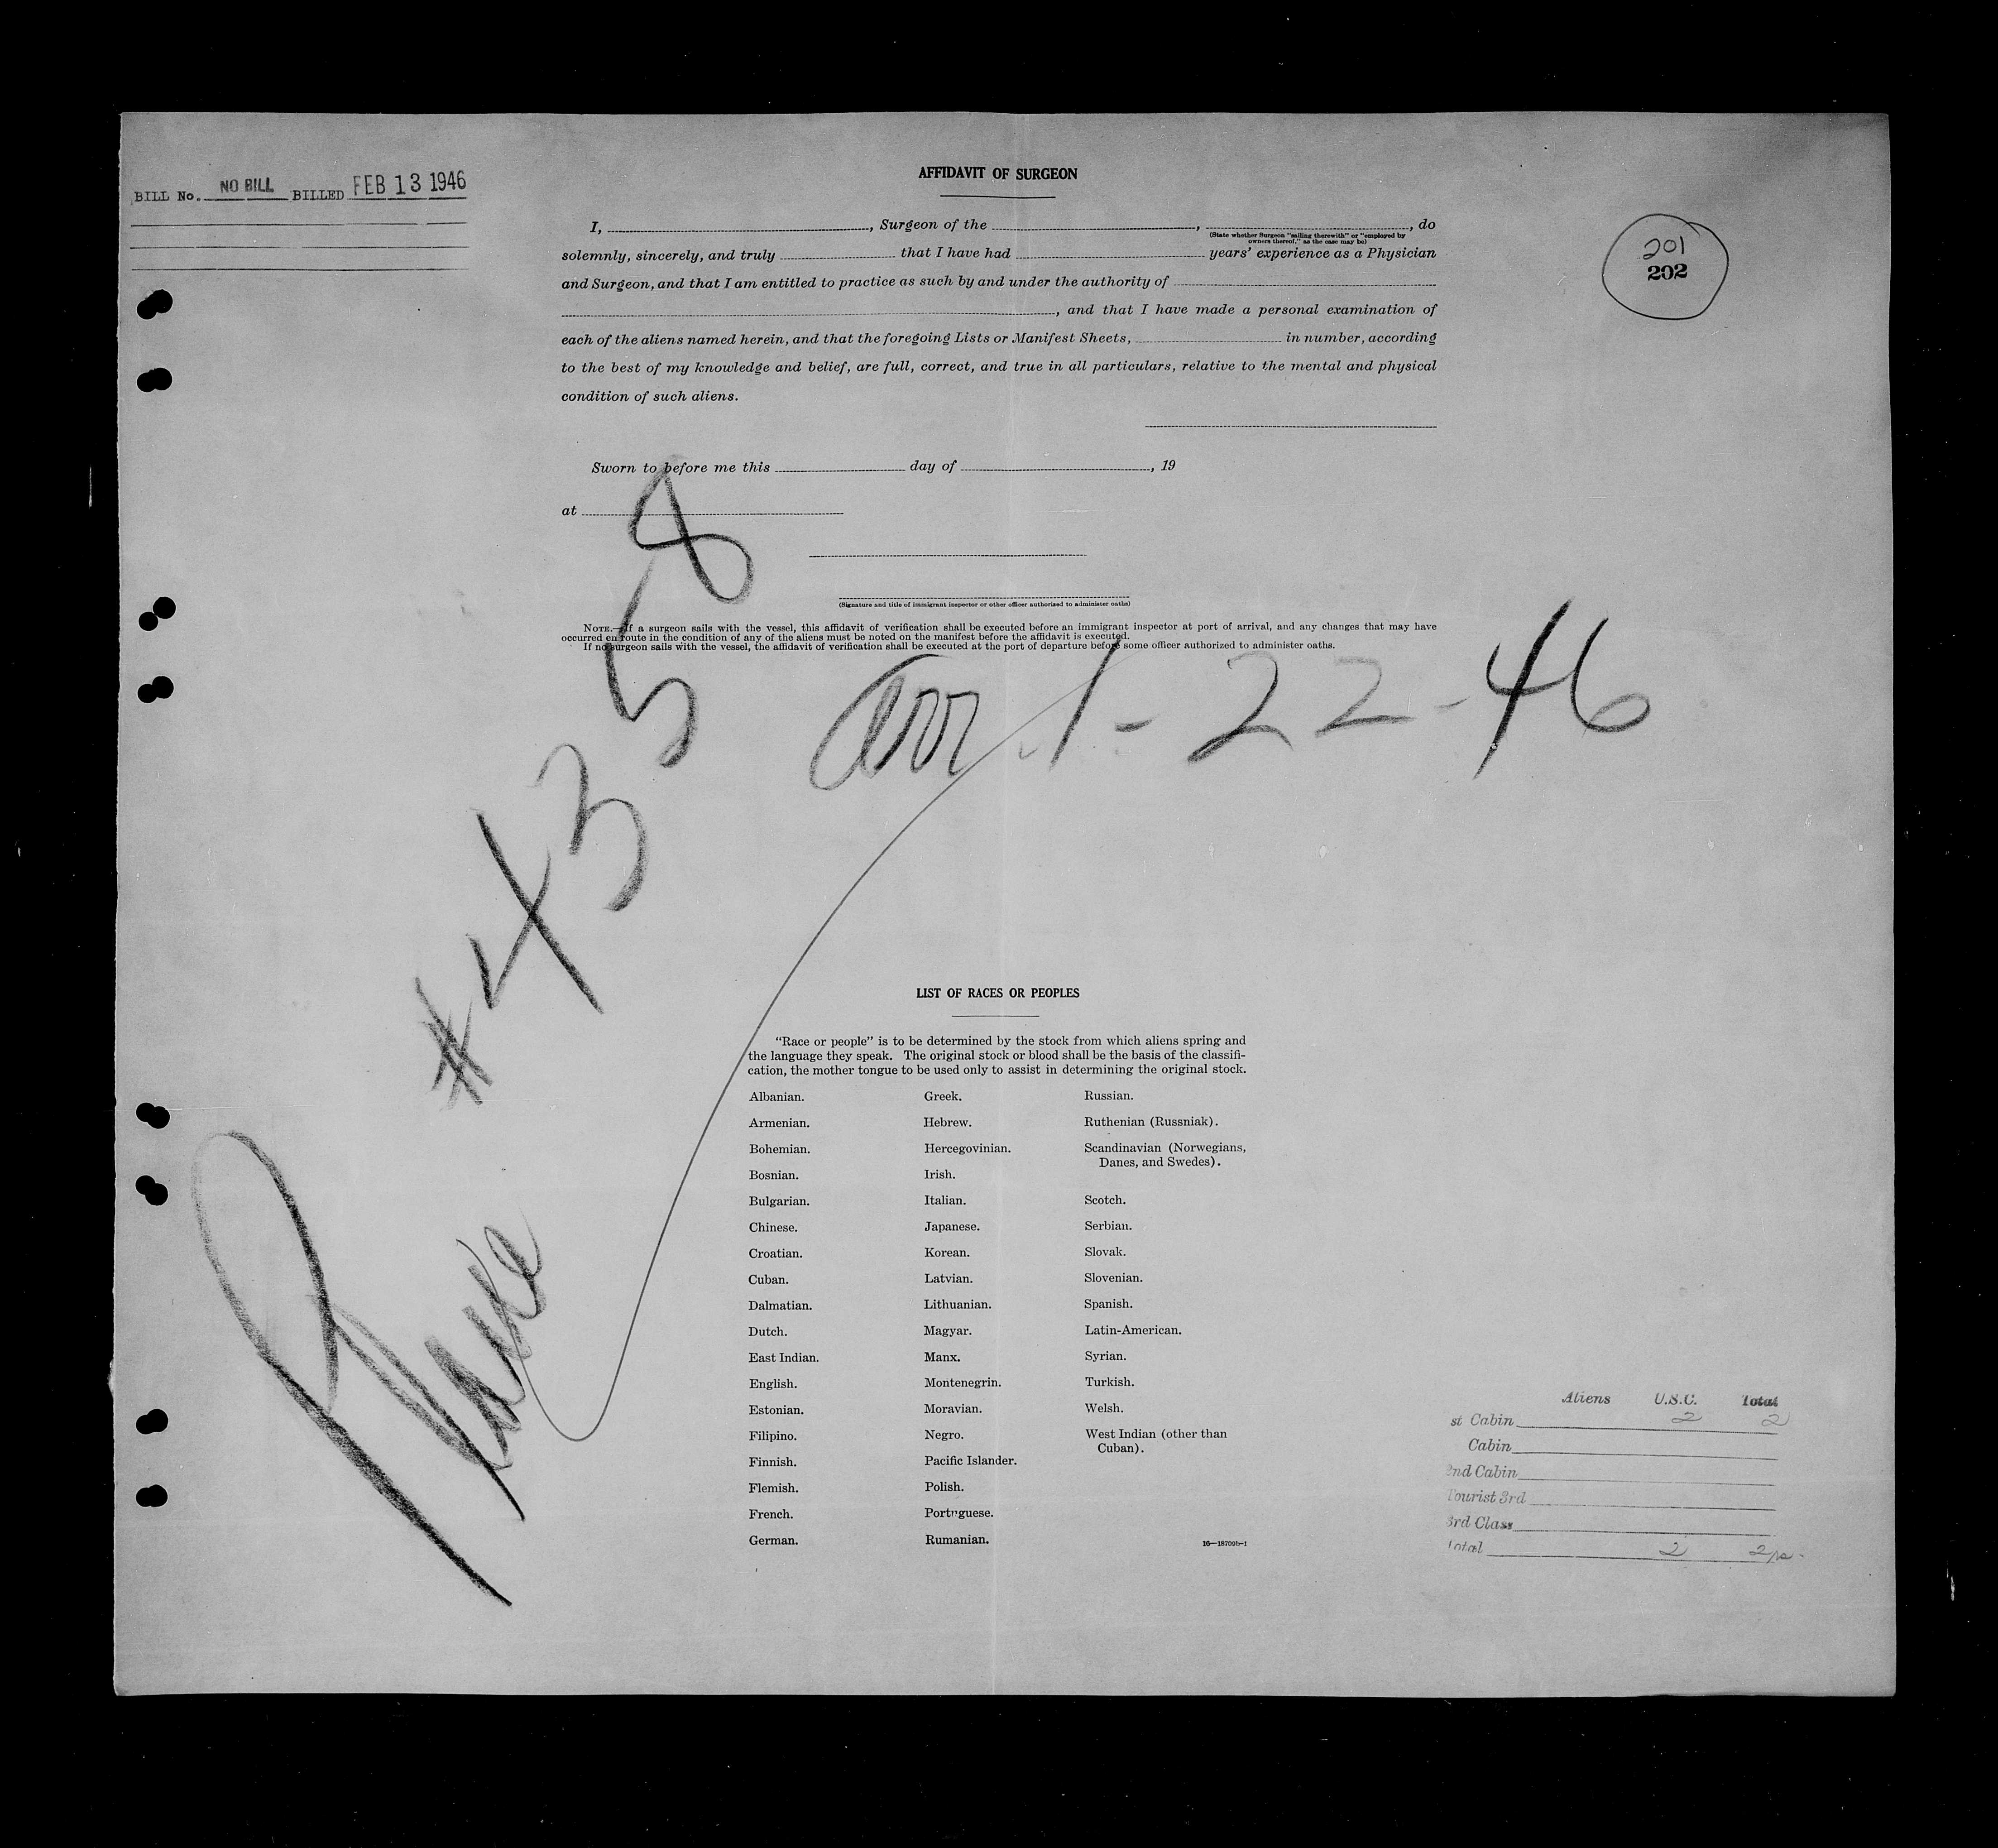 BILL No. NO BILL BILLED FEB 13 1946
AFFIDAVIT OF SURGEON
201
202
I, , Surgeon of the , , do
(State whether Surgeon "sailing therewith" or "employed by
owners thereof," as the case may be)
solemnly, sincerely, and truly that I have had years' experience as a Physician
and Surgeon, and that I am entitled to practice as such by and under the authority of
, and that I have made a personal examination of
each of the aliens named herein, and that the foregoing Lists or Manifest Sheets, in number, according
to the best of my knowledge and belief, are full, correct, and true in all particulars, relative to the mental and physical
condition of such aliens.
Sworn to before me this day of , 19
at
(Signature and title of immigrant inspector or other officer authorized to administer oaths)
NOTE.—If a surgeon sails with the vessel, this affidavit of verification shall be executed before an immigrant inspector at port of arrival, and any changes that may have
occurred en route in the condition of any of the aliens must be noted on the manifest before the affidavit is executed.
If no surgeon sails with the vessel, the affidavit of verification shall be executed at the port of departure before some officer authorized to administer oaths.
Arr 1-22-46
Plane #4358
LIST OF RACES OR PEOPLES
"Race or people" is to be determined by the stock from which aliens spring and
the language they speak. The original stock or blood shall be the basis of the classifi-
cation, the mother tongue to be used only to assist in determining the original stock.
Albanian. Greek. Russian.
Armenian. Hebrew. Ruthenian (Russniak).
Bohemian. Hercegovinian. Scandinavian (Norwegians,
Danes, and Swedes).
Bosnian. Irish.
Bulgarian. Italian. Scotch.
Chinese. Japanese. Serbian.
Croatian. Korean. Slovak.
Cuban. Latvian. Slovenian.
Dalmatian. Lithuanian. Spanish.
Dutch. Magyar. Latin-American.
East Indian. Manx. Syrian.
English. Montenegrin. Turkish.
Estonian. Moravian. Welsh.
Filipino. Negro. West Indian (other than
Cuban).
Finnish. Pacific Islander.
Flemish. Polish.
French. Portuguese.
German. Rumanian.
16—18709b-1
Aliens U.S.C. Total
st Cabin 2 2
Cabin
2nd Cabin
Tourist 3rd
3rd Class
Total 2 2